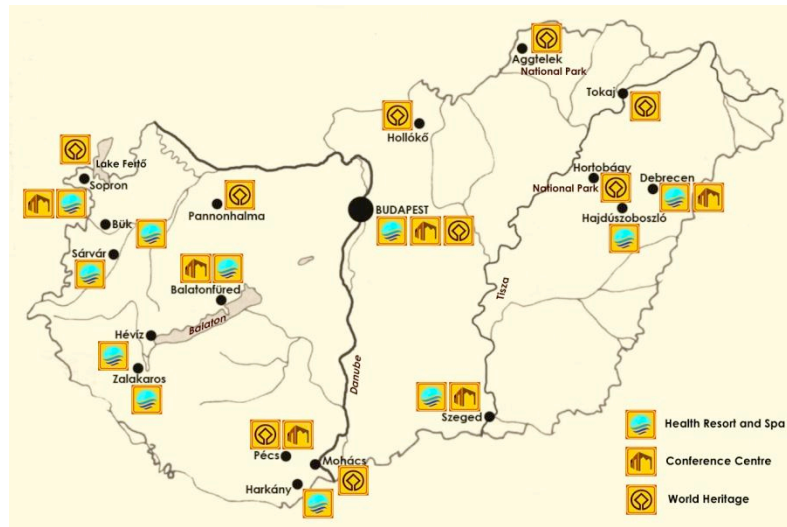 Aggtelek
National Park
Tokaj
Hollókő
Lake Fertő
Sopron
Hortobágy
National Park
Debrecen
Pannonhalma
BUDAPEST
Hajdúszoboszló
Bük
Sárvár
Balatonfüred
Tisza
Balaton
Hévíz
Danube
Zalakaros
Szeged
Health Resort and Spa
Pécs
Mohács
Conference Centre
Harkány
World Heritage